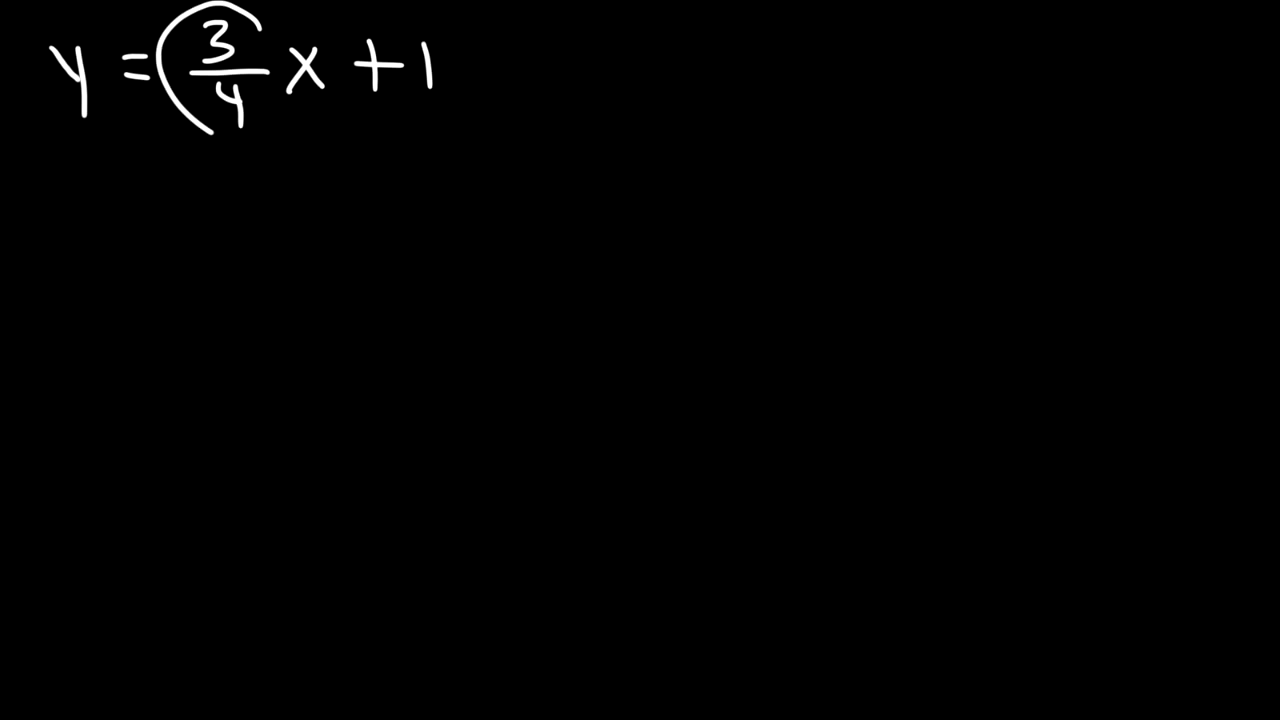 y = 3/4 x + 1